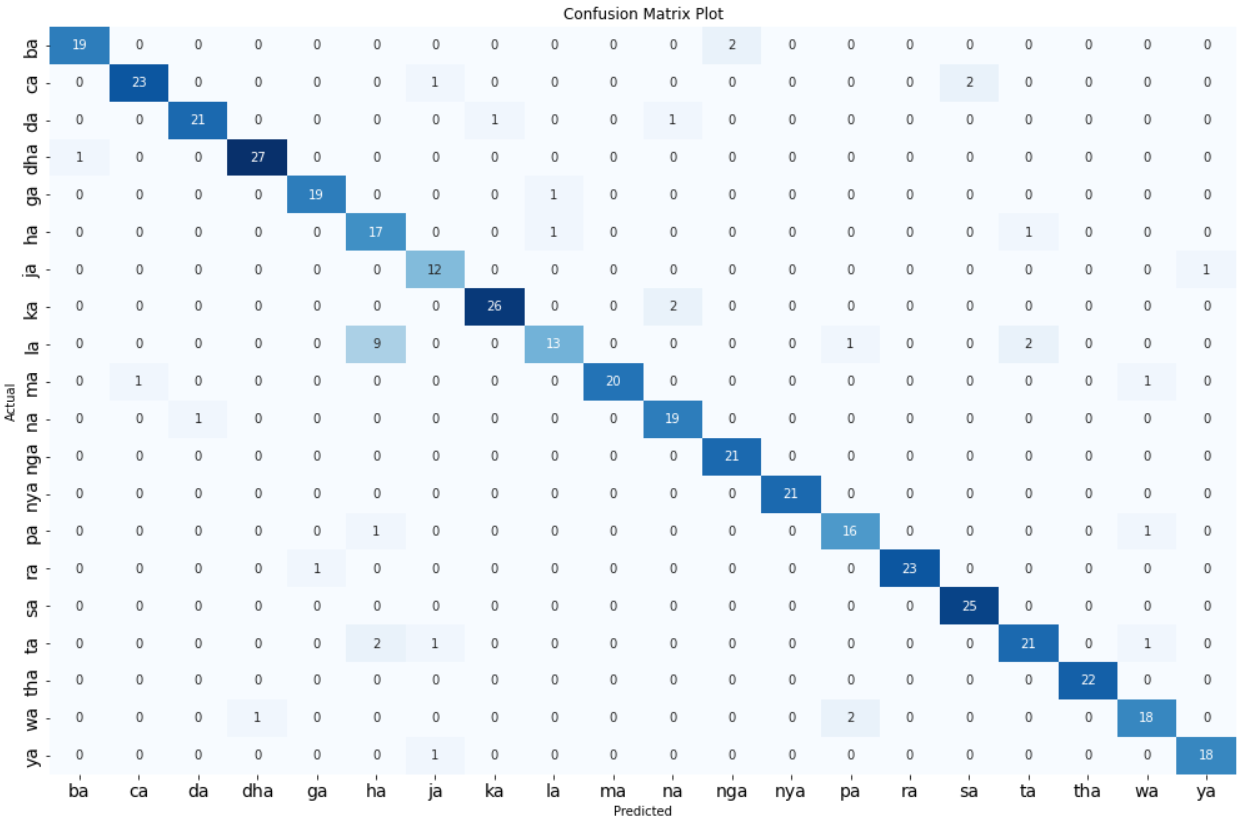 Confusion Matrix Plot
ba 19 0 0 0 0 0 0 0 0 0 0 2 0 0 0 0 0 0 0 0
ca 0 23 0 0 0 0 1 0 0 0 0 0 0 0 0 2 0 0 0 0
da 0 0 21 0 0 0 0 1 0 0 1 0 0 0 0 0 0 0 0 0
dha 1 0 0 27 0 0 0 0 0 0 0 0 0 0 0 0 0 0 0 0
ga 0 0 0 0 19 0 0 0 1 0 0 0 0 0 0 0 0 0 0 0
ha 0 0 0 0 0 17 0 0 1 0 0 0 0 0 0 0 1 0 0 0
ja 0 0 0 0 0 0 12 0 0 0 0 0 0 0 0 0 0 0 0 1
ka 0 0 0 0 0 0 0 26 0 0 2 0 0 0 0 0 0 0 0 0
la 0 0 0 0 0 9 0 0 13 0 0 0 0 1 0 0 2 0 0 0
ma 0 1 0 0 0 0 0 0 0 20 0 0 0 0 0 0 0 0 1 0
Actual
na 0 0 1 0 0 0 0 0 0 0 19 0 0 0 0 0 0 0 0 0
nga 0 0 0 0 0 0 0 0 0 0 0 21 0 0 0 0 0 0 0 0
nya 0 0 0 0 0 0 0 0 0 0 0 0 21 0 0 0 0 0 0 0
pa 0 0 0 0 0 1 0 0 0 0 0 0 0 16 0 0 0 0 1 0
ra 0 0 0 0 1 0 0 0 0 0 0 0 0 0 23 0 0 0 0 0
sa 0 0 0 0 0 0 0 0 0 0 0 0 0 0 0 25 0 0 0 0
ta 0 0 0 0 0 2 1 0 0 0 0 0 0 0 0 0 21 0 1 0
tha 0 0 0 0 0 0 0 0 0 0 0 0 0 0 0 0 0 22 0 0
wa 0 0 0 1 0 0 0 0 0 0 0 0 0 2 0 0 0 0 18 0
ya 0 0 0 0 0 0 1 0 0 0 0 0 0 0 0 0 0 0 0 18
ba ca da dha ga ha ja ka la ma na nga nya pa ra sa ta tha wa ya
Predicted